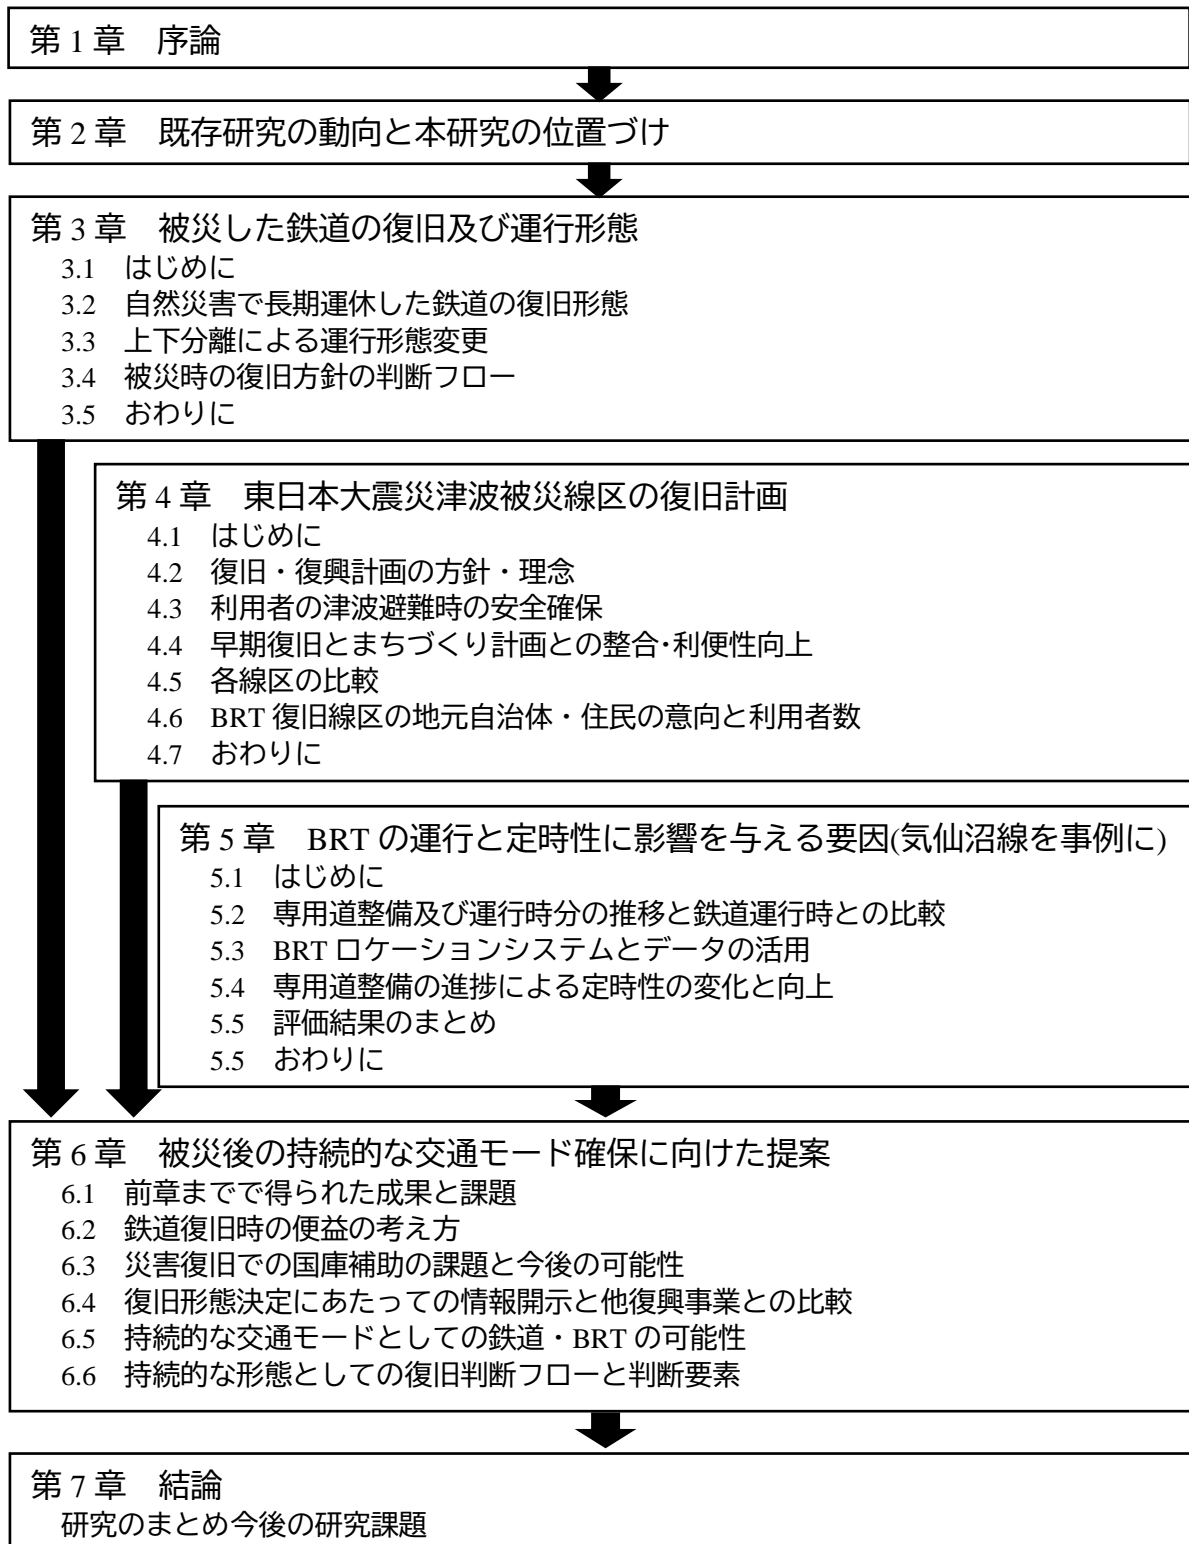 第 1 章　序論
第 2 章　既存研究の動向と本研究の位置づけ
第 3 章　被災した鉄道の復旧及び運行形態
3.1　はじめに
3.2　自然災害で長期運休した鉄道の復旧形態
3.3　上下分離による運行形態変更
3.4　被災時の復旧方針の判断フロー
3.5　おわりに
第 4 章　東日本大震災津波被災線区の復旧計画
4.1　はじめに
4.2　復旧・復興計画の方針・理念
4.3　利用者の津波避難時の安全確保
4.4　早期復旧とまちづくり計画との整合･利便性向上
4.5　各線区の比較
4.6　BRT 復旧線区の地元自治体・住民の意向と利用者数
4.7　おわりに
第 5 章　BRT の運行と定時性に影響を与える要因(気仙沼線を事例に)
5.1　はじめに
5.2　専用道整備及び運行時分の推移と鉄道運行時との比較
5.3　BRT ロケーションシステムとデータの活用
5.4　専用道整備の進捗による定時性の変化と向上
5.5　評価結果のまとめ
5.5　おわりに
第 6 章　被災後の持続的な交通モード確保に向けた提案
6.1　前章までで得られた成果と課題
6.2　鉄道復旧時の便益の考え方
6.3　災害復旧での国庫補助の課題と今後の可能性
6.4　復旧形態決定にあたっての情報開示と他復興事業との比較
6.5　持続的な交通モードとしての鉄道・BRT の可能性
6.6　持続的な形態としての復旧判断フローと判断要素
第 7 章　結論
研究のまとめ今後の研究課題